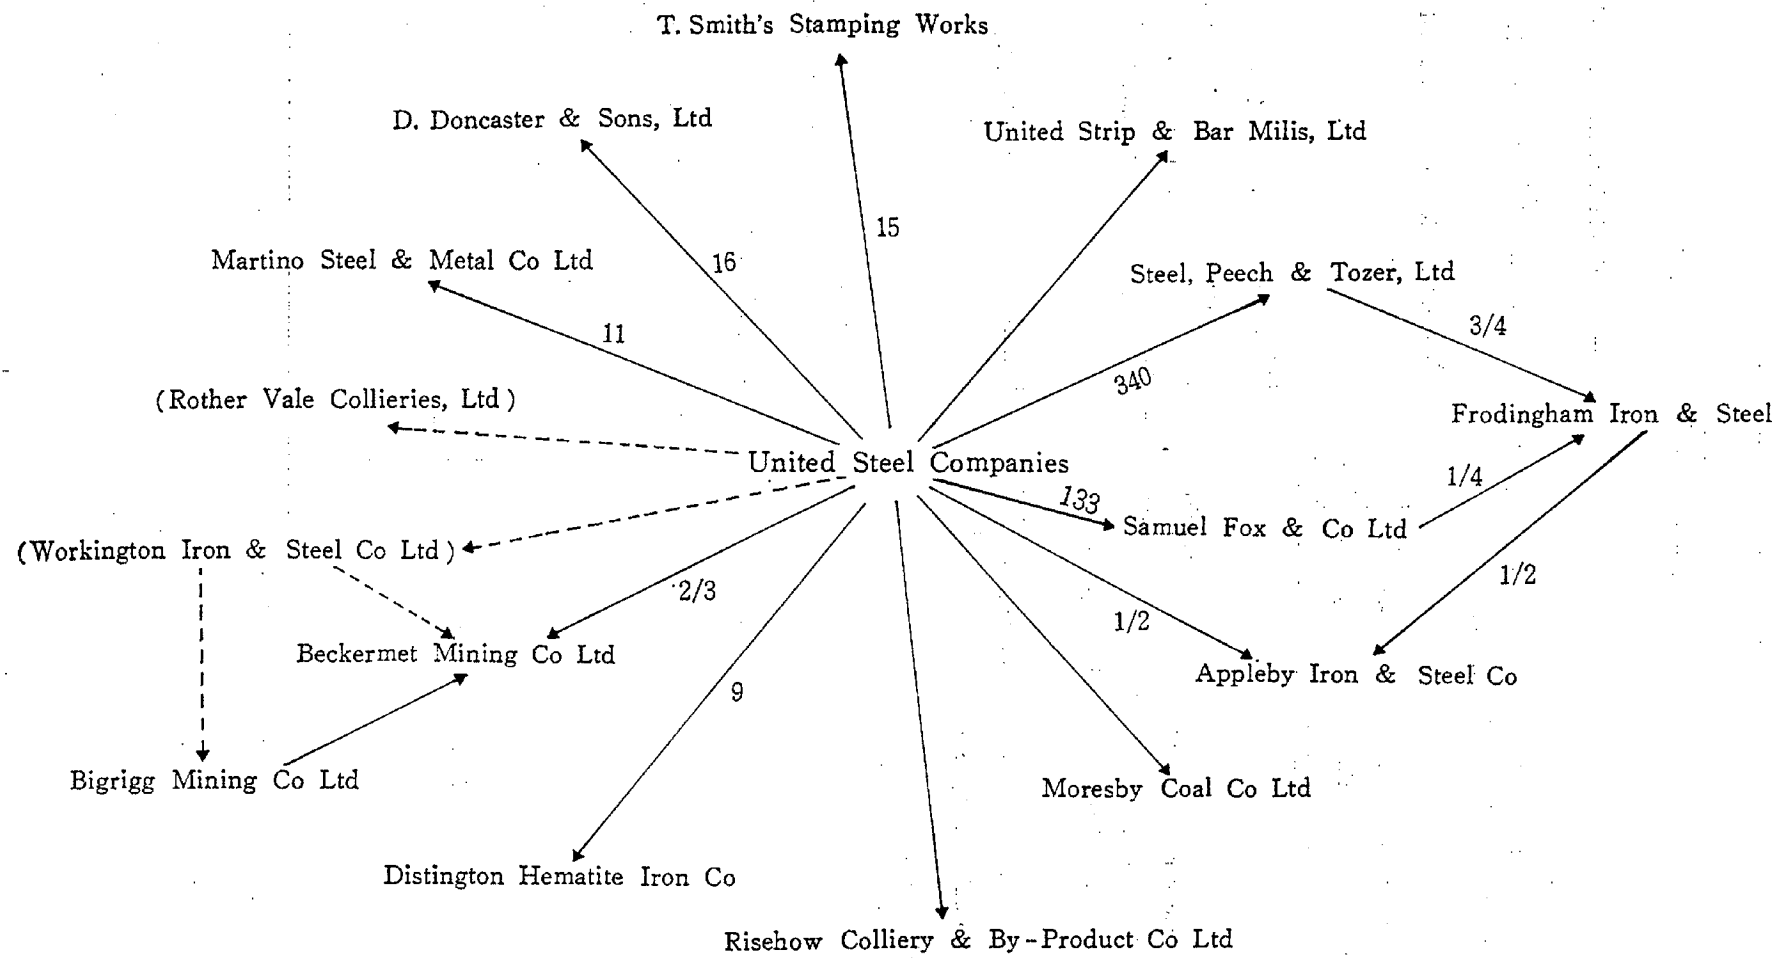 T. Smith's Stamping Works
D. Doncaster & Sons, Ltd
United Strip & Bar Milis, Ltd
15
16
Martino Steel & Metal Co Ltd
Steel, Peech & Tozer, Ltd
11
3/4
340
(Rother Vale Collieries, Ltd)
Frodingham Iron & Steel
United Steel Companies
1/4
133
Samuel Fox & Co Ltd
(Workington Iron & Steel Co Ltd)
1/2
2/3
1/2
Beckermet Mining Co Ltd
Appleby Iron & Steel Co
9
Bigrigg Mining Co Ltd
Moresby Coal Co Ltd
Distington Hematite Iron Co
Risehow Colliery & By-Product Co Ltd